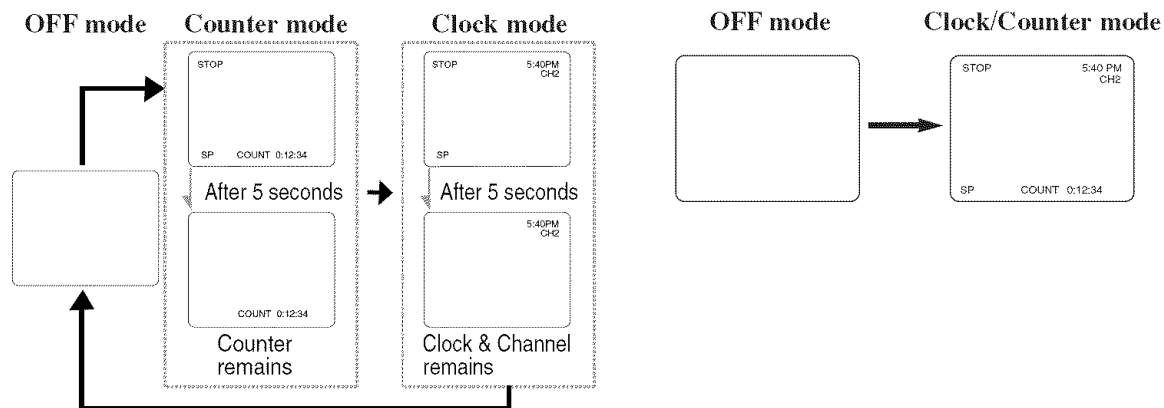 OFF mode
Counter mode
Clock mode
STOP
SP COUNT 0:12:34
After 5 seconds
COUNT 0:12:34
Counter
remains
STOP 5:40PM
CH2
SP
After 5 seconds
5:40PM
CH2
Clock & Channel
remains
OFF mode
Clock/Counter mode
STOP 5:40 PM
CH2
SP COUNT 0:12:34